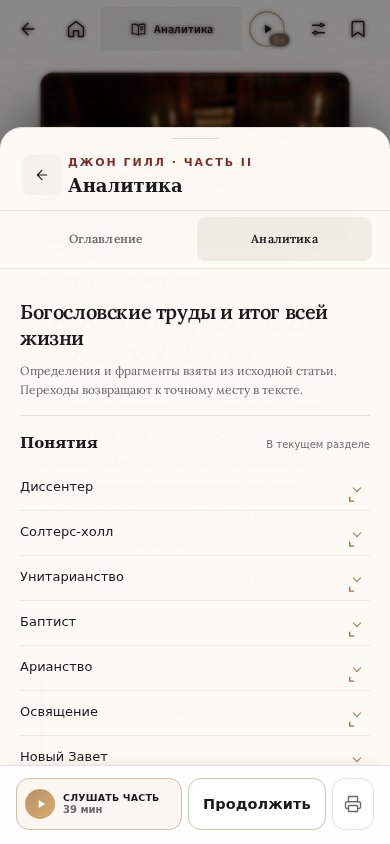 Аналитика
ДЖОН ГИЛЛ · ЧАСТЬ II
Аналитика
Оглавление
Аналитика
Богословские труды и итог всей
жизни
Определения и фрагменты взяты из исходной статьи.
Переходы возвращают к точному месту в тексте.
Понятия
В текущем разделе
Диссентер
Солтерс-холл
Унитарианство
Баптист
Арианство
Освящение
Новый Завет
СЛУШАТЬ ЧАСТЬ
39 мин
Продолжить